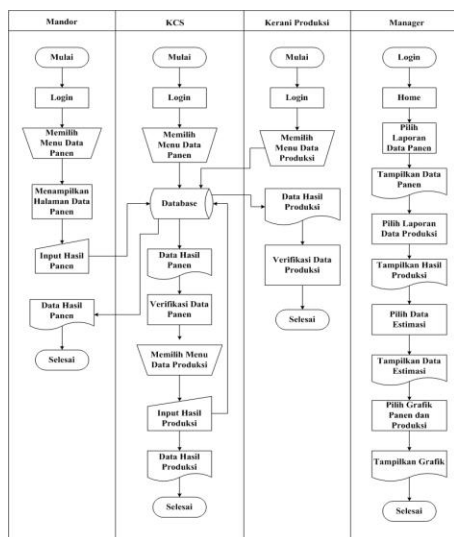 Mandor
KCS
Kerani Produksi
Manager
Mulai
Login
Memilih
Menu Data
Panen
Menampilkan
Halaman Data
Panen
Input Hasil
Panen
Data Hasil
Panen
Selesai
Mulai
Login
Memilih
Menu Data
Panen
Database
Data Hasil
Panen
Verifikasi Data
Panen
Memilih Menu
Data Produksi
Input Hasil
Produksi
Data Hasil
Produksi
Selesai
Mulai
Login
Memilih
Menu Data
Produksi
Data Hasil
Produksi
Verifikasi Data
Produksi
Selesai
Login
Home
Pilih
Laporan
Data Panen
Tampilkan Data
Panen
Pilih Laporan
Data Produksi
Tampilkan Hasil
Produksi
Pilih Data
Estimasi
Tampilkan Data
Estimasi
Pilih Grafik
Panen dan
Produksi
Tampilkan Grafik
Selesai